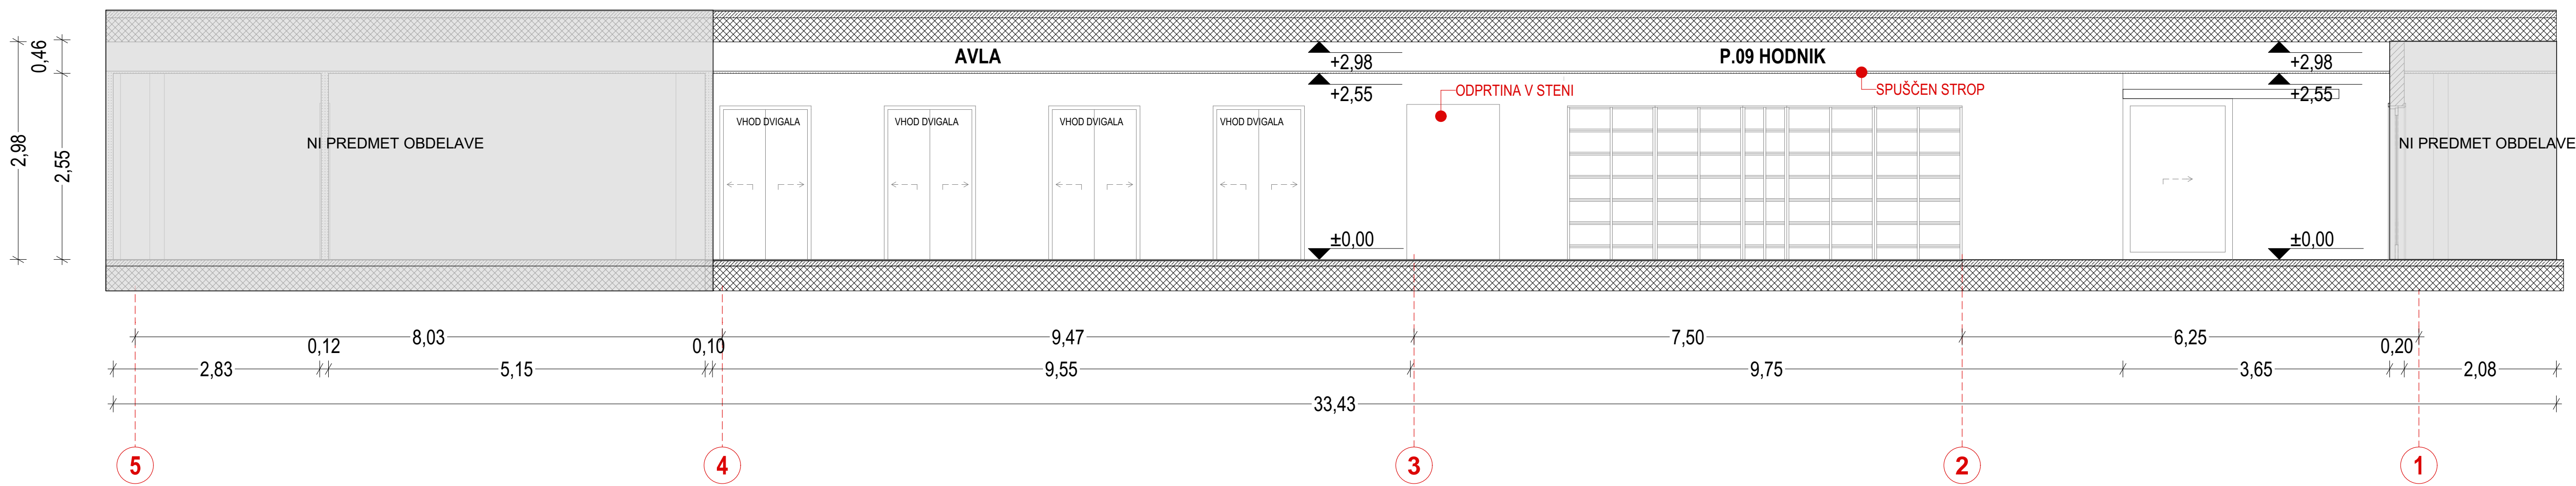 AVLA
P.09 HODNIK
+2,98
+2,98
+2,55
+2,55
0,46
2,98
2,55
ODPRTINA V STENI
SPUŠČEN STROP
VHOD DVIGALA
VHOD DVIGALA
VHOD DVIGALA
VHOD DVIGALA
NI PREDMET OBDELAVE
NI PREDMET OBDELAVE
±0,00
±0,00
8,03
9,47
7,50
6,25
0,12
0,10
0,20
2,83
5,15
9,55
9,75
3,65
2,08
33,43
5
4
3
2
1